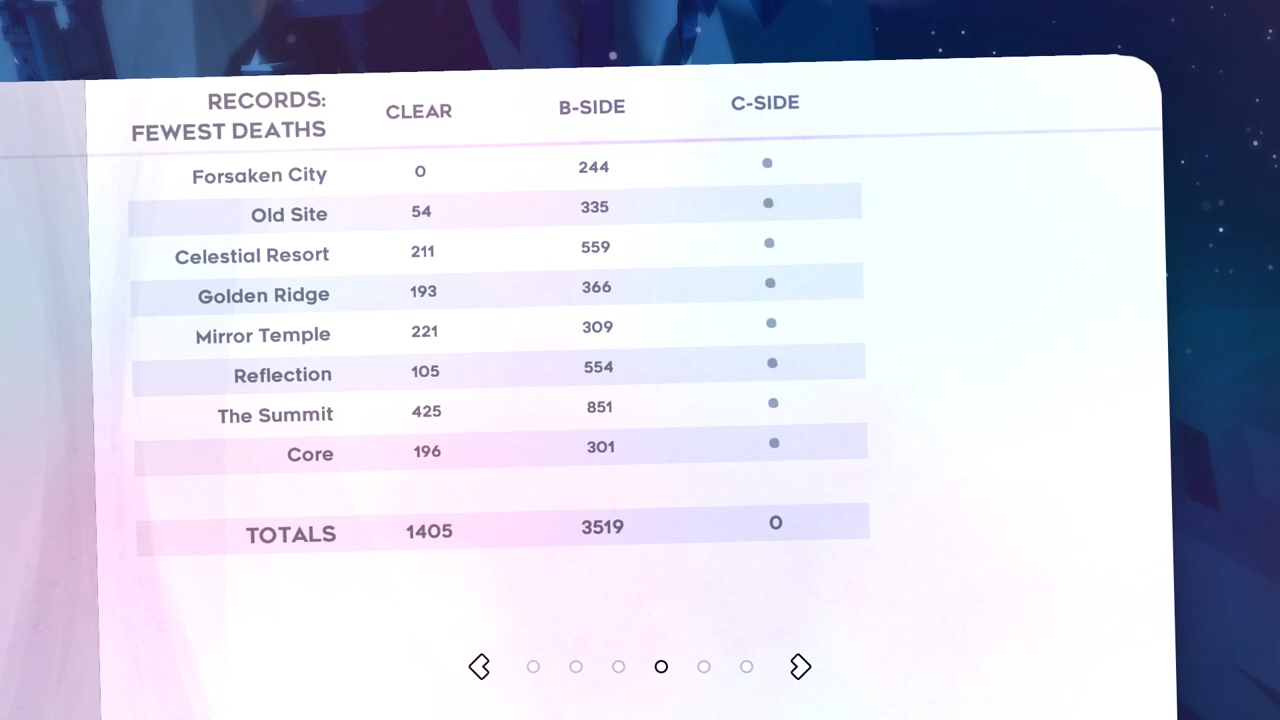 RECORDS:
FEWEST DEATHS CLEAR B-SIDE C-SIDE
Forsaken City 0 244
Old Site 54 335
Celestial Resort 211 559
Golden Ridge 193 366
Mirror Temple 221 309
Reflection 105 554
The Summit 425 851
Core 196 301
TOTALS 1405 3519 0